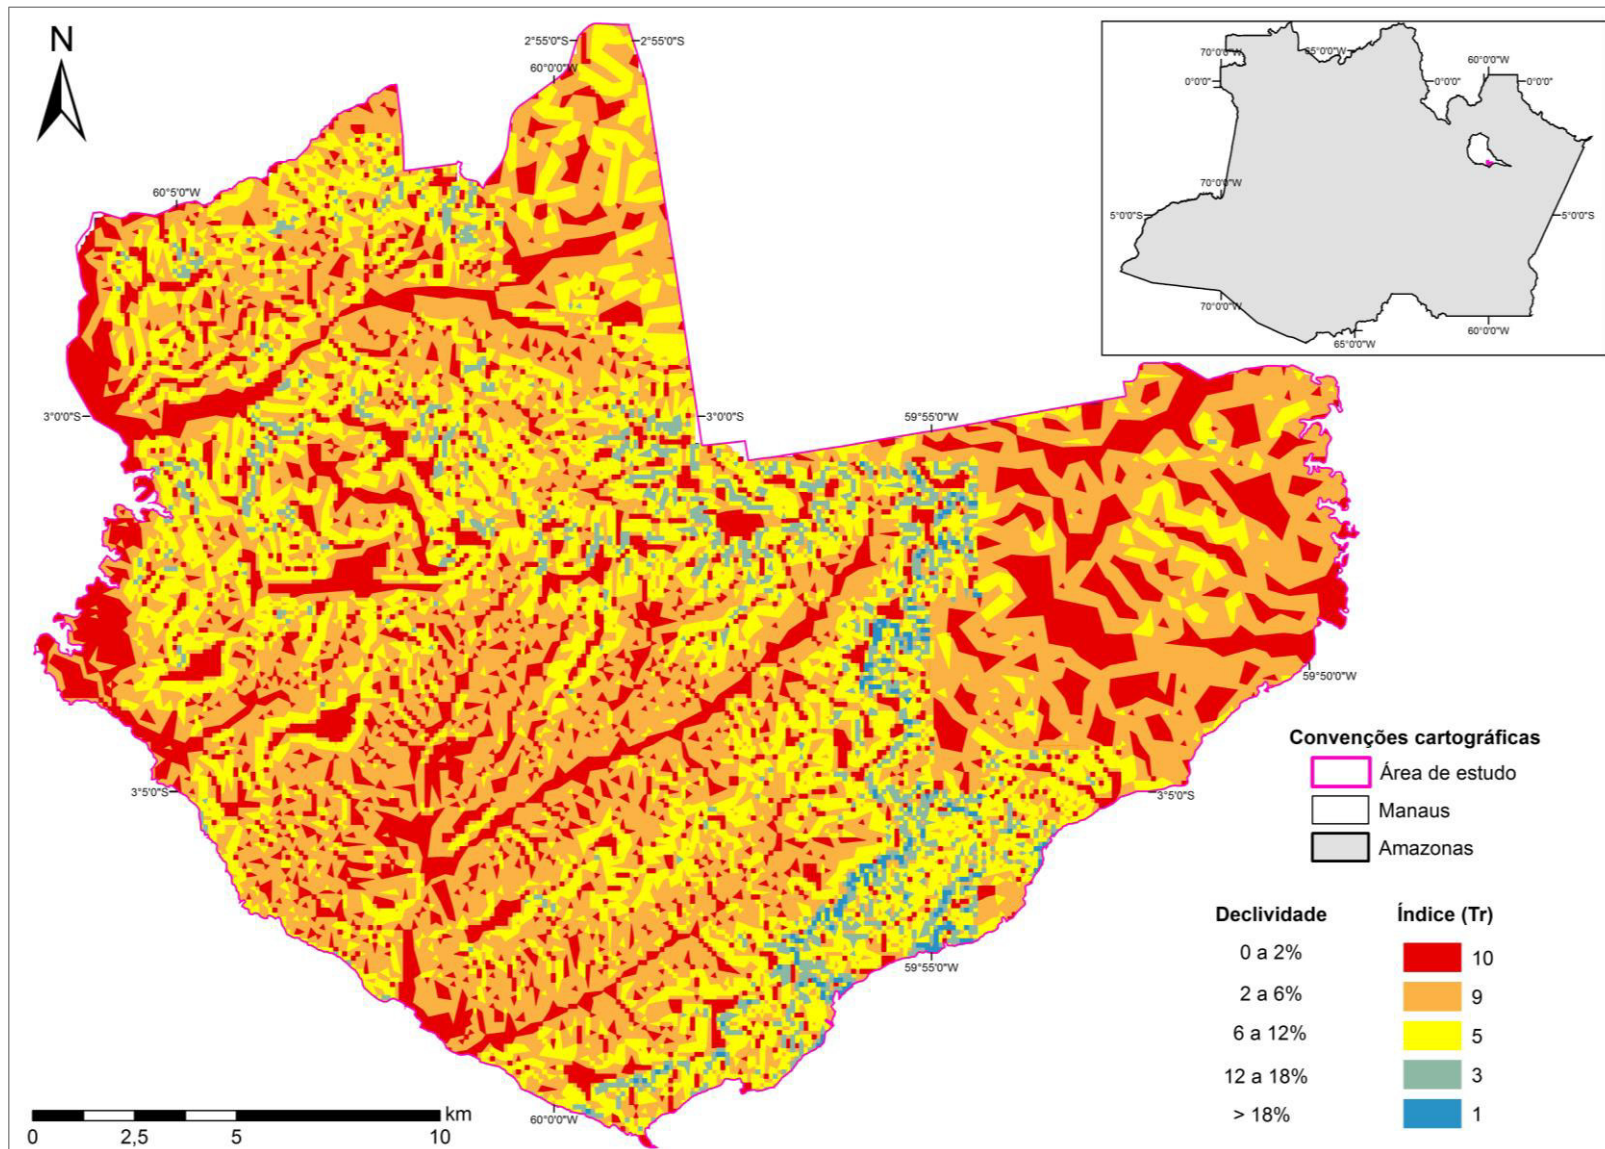 N
2°55'0"S
2°55'0"S
60°0'0"W
60°5'0"W
3°0'0"S
3°0'0"S
59°55'0"W
59°50'0"W
3°5'0"S
3°5'0"S
59°55'0"W
60°0'0"W
70°0'0"W
65°0'0"W
60°0'0"W
0°0'0"
0°0'0"
0°0'0"
70°0'0"W
5°0'0"S
5°0'0"S
70°0'0"W
65°0'0"W
60°0'0"W
Convenções cartográficas
Área de estudo
Manaus
Amazonas
Declividade Índice (Tr)
0 a 2% 10
2 a 6% 9
6 a 12% 5
12 a 18% 3
> 18% 1
km
0 2,5 5 10